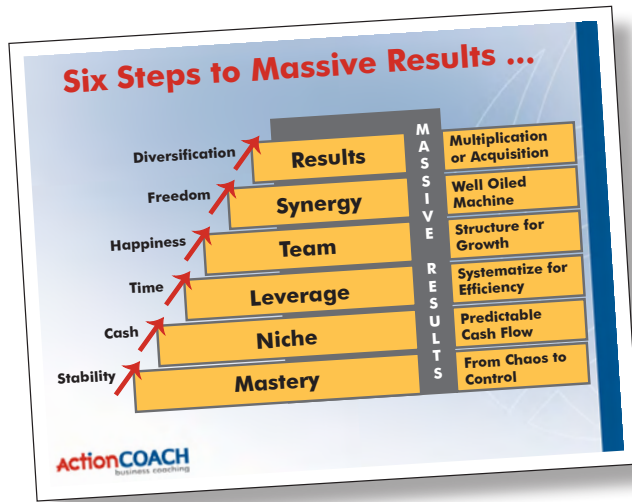 Six Steps to Massive Results ...
Diversification
Results
Multiplication
or Acquisition
Freedom
Synergy
Well Oiled
Machine
Happiness
Team
Structure for
Growth
Time
Leverage
Systematize for
Efficiency
Cash
Niche
Predictable
Cash Flow
Stability
Mastery
From Chaos to
Control
MASSIVE RESULTS
ActionCOACH
business coaching